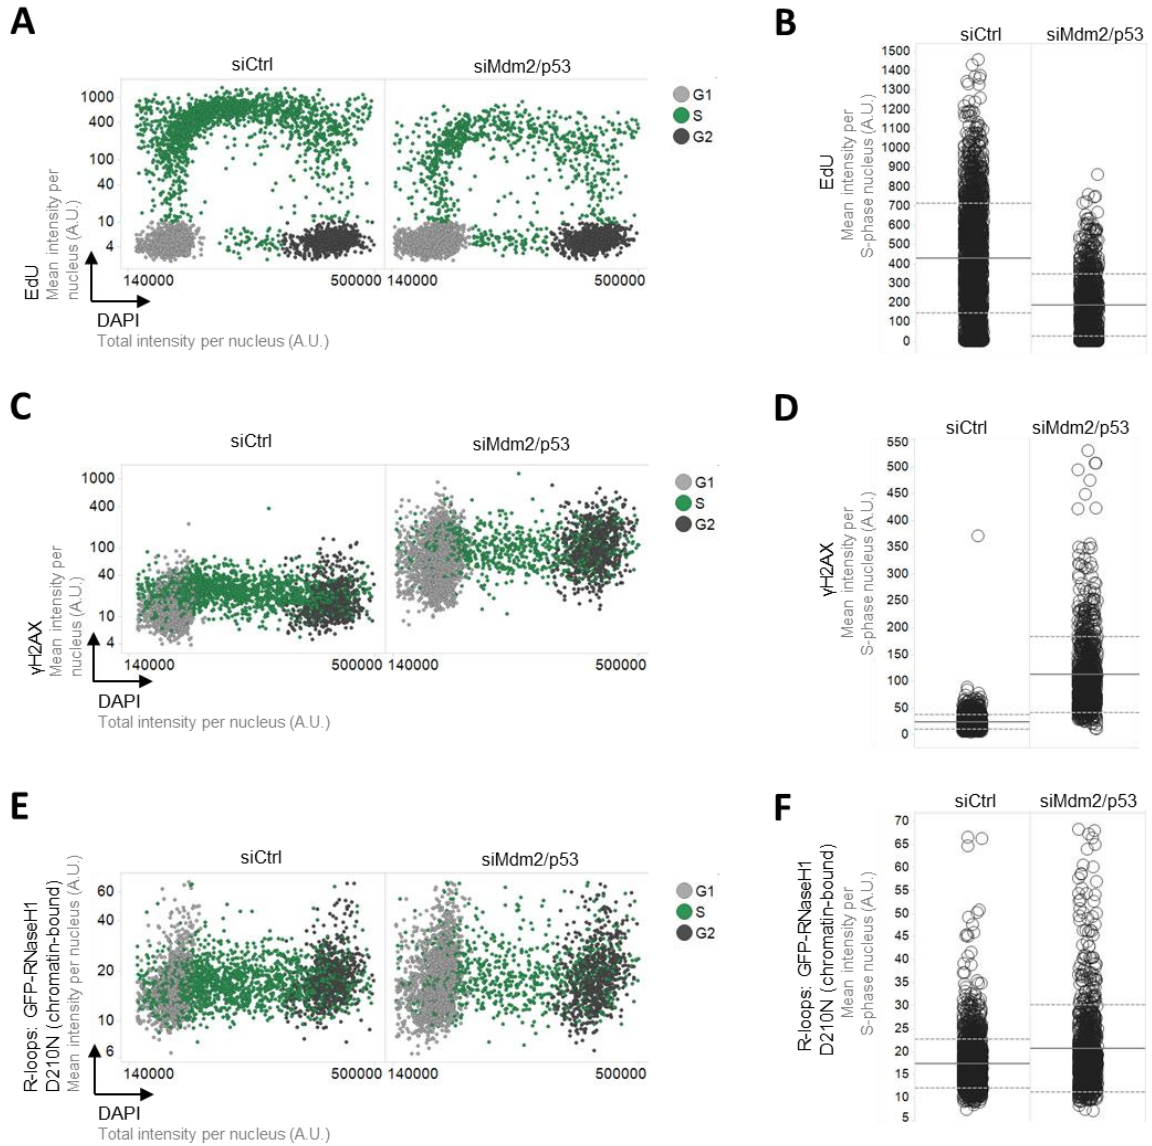 A
siCtrl
siMdm2/p53
1000
400
100
40
10
4
EdU
Mean intensity per
nucleus (A.U.)
140000
500000
140000
500000
DAPI
Total intensity per nucleus (A.U.)
G1
S
G2
B
siCtrl
siMdm2/p53
1500
1400
1300
1200
1100
1000
900
800
700
600
500
400
300
200
100
0
EdU
Mean intensity per
S-phase nucleus (A.U.)
C
siCtrl
siMdm2/p53
1000
400
100
40
10
4
γH2AX
Mean intensity per
nucleus (A.U.)
140000
500000
140000
500000
DAPI
Total intensity per nucleus (A.U.)
G1
S
G2
D
siCtrl
siMdm2/p53
550
500
450
400
350
300
250
200
150
100
50
0
γH2AX
Mean intensity per
S-phase nucleus (A.U.)
E
siCtrl
siMdm2/p53
60
40
20
10
6
R-loops: GFP-RNaseH1
D210N (chromatin-bound)
Mean intensity per nucleus (A.U.)
140000
500000
140000
500000
DAPI
Total intensity per nucleus (A.U.)
G1
S
G2
F
siCtrl
siMdm2/p53
70
65
60
55
50
45
40
35
30
25
20
15
10
5
R-loops: GFP-RNaseH1
D210N (chromatin-bound)
Mean intensity per
S-phase nucleus (A.U.)